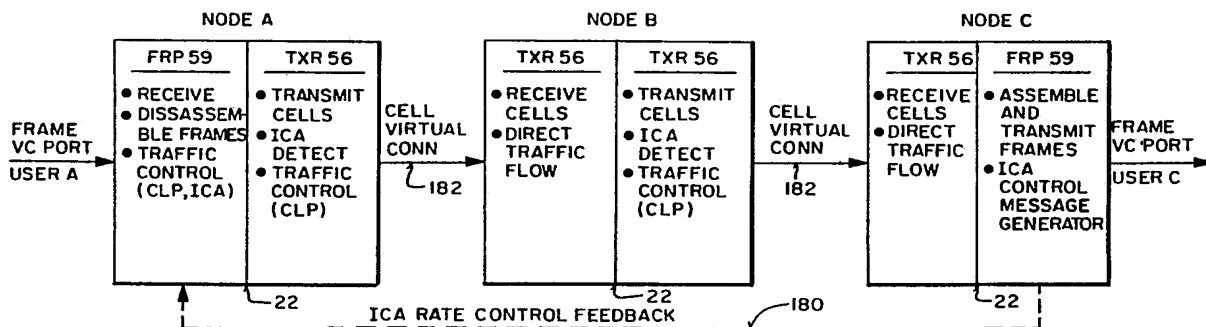 NODE A
FRP 59
● RECEIVE
● DISSASSEM-
BLE FRAMES
● TRAFFIC
CONTROL
(CLP, ICA)
TXR 56
● TRANSMIT
CELLS
● ICA
DETECT
● TRAFFIC
CONTROL
(CLP)
FRAME
VC PORT
USER A
CELL
VIRTUAL
CONN
182
22
NODE B
TXR 56
● RECEIVE
CELLS
● DIRECT
TRAFFIC
FLOW
TXR 56
● TRANSMIT
CELLS
● ICA
DETECT
● TRAFFIC
CONTROL
(CLP)
CELL
VIRTUAL
CONN
182
22
NODE C
TXR 56
● RECEIVE
CELLS
● DIRECT
TRAFFIC
FLOW
FRP 59
● ASSEMBLE
AND
TRANSMIT
FRAMES
● ICA
CONTROL
MESSAGE
GENERATOR
FRAME
VC PORT
USER C
22
ICA RATE CONTROL FEEDBACK
180